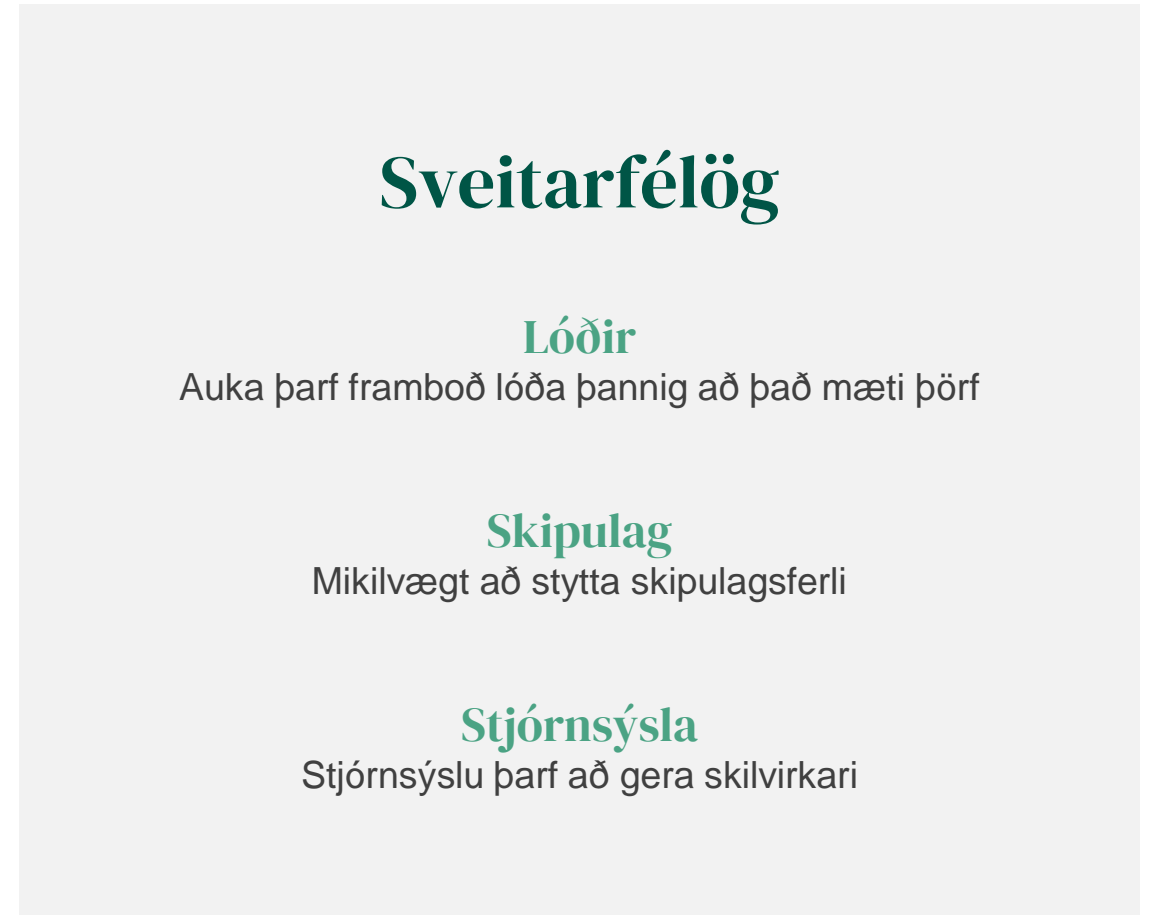 Sveitarfélög
Lóðir
Auka þarf framboð lóða þannig að það mæti þörf
Skipulag
Mikilvægt að stytta skipulagsferli
Stjórnsýsla
Stjórnsýslu þarf að gera skilvirkari